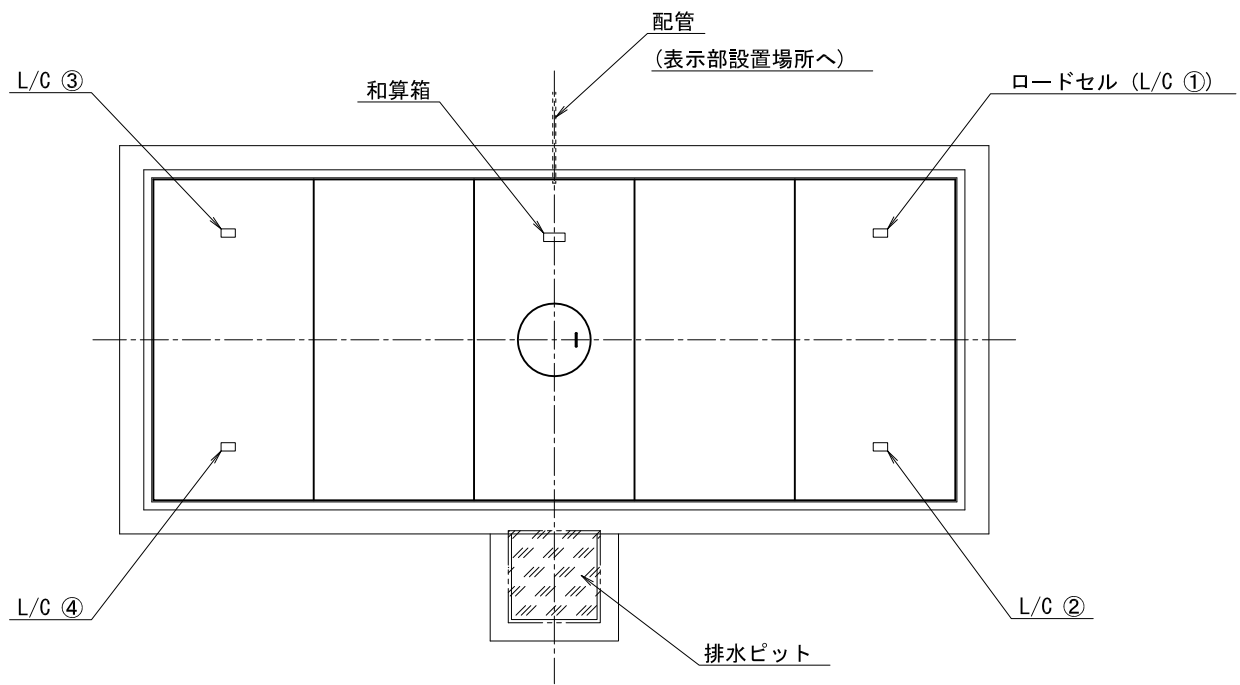 配管
(表示部設置場所へ)
L/C ③
和算箱
ロードセル (L/C ①)
L/C ④
L/C ②
排水ピット